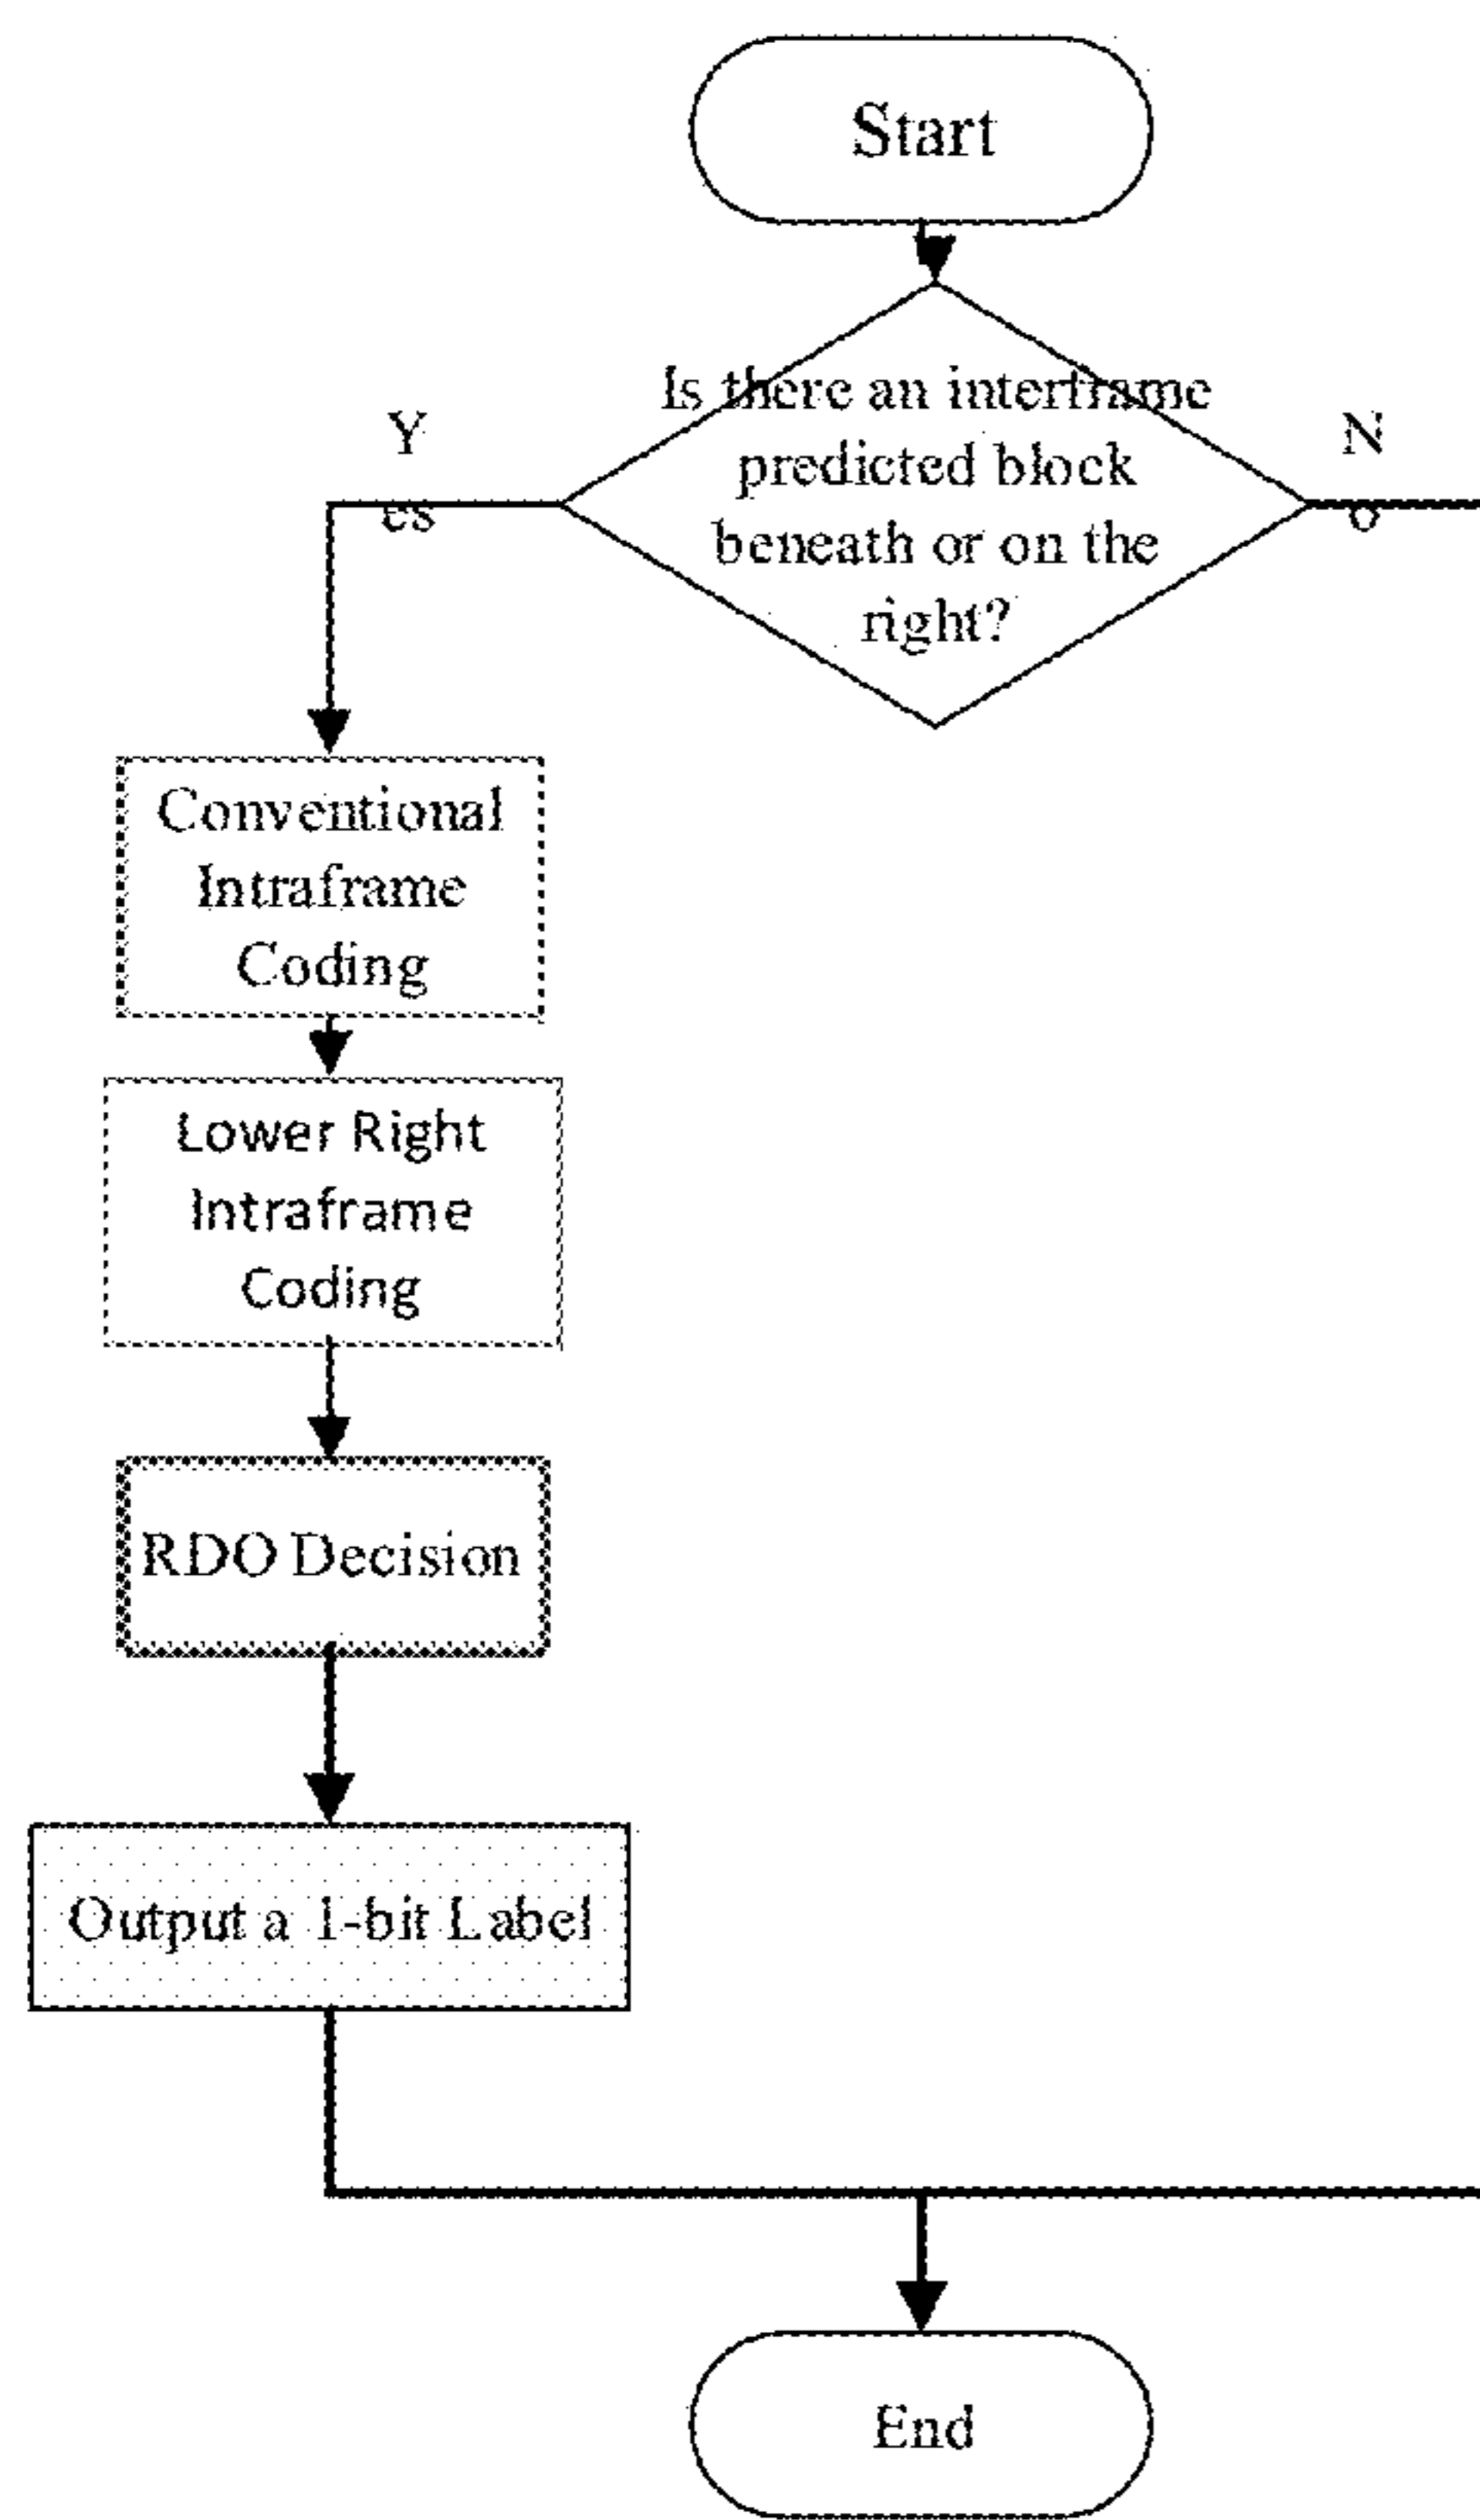 Start
Is there an interframe
predicted block
beneath or on the
right?
Y
es
N
o
Conventional
Intraframe
Coding
Lower Right
Intraframe
Coding
RDO Decision
Output a 1-bit Label
End